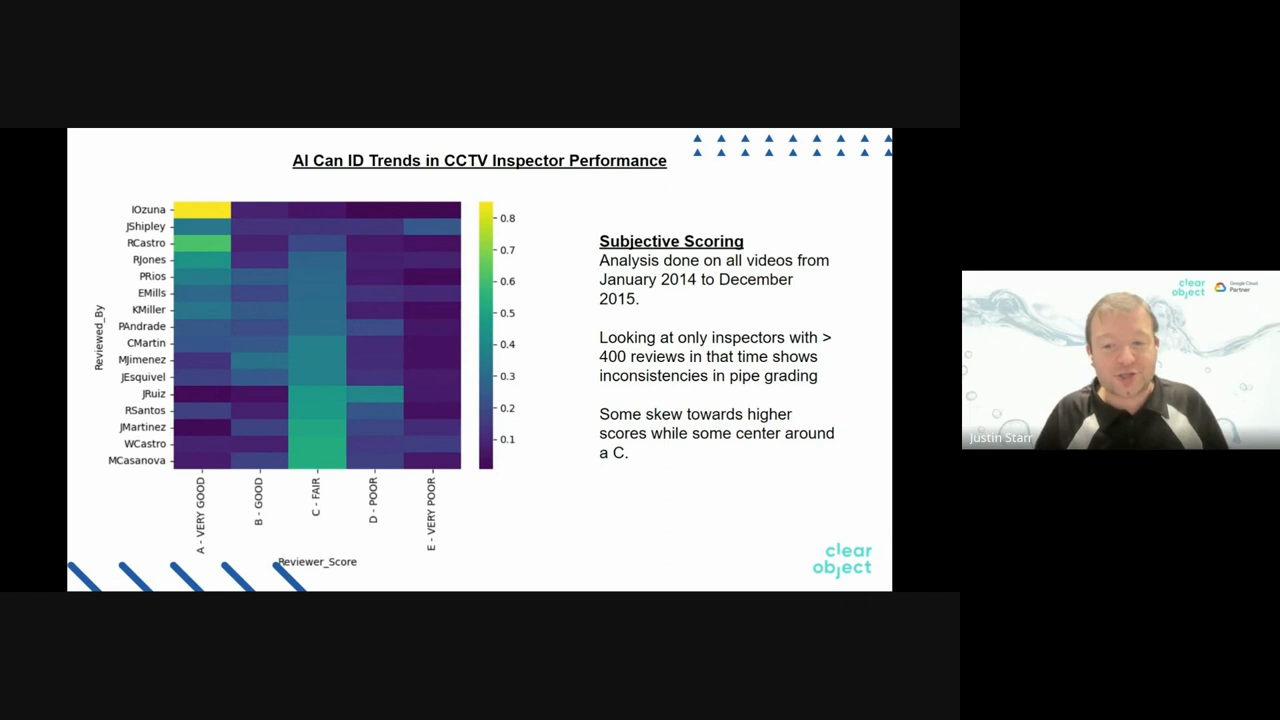 AI Can ID Trends in CCTV Inspector Performance
IOzuna
JShipley
RCastro
RJones
PRios
EMills
KMiller
PAndrade
CMartin
MJimenez
JEsquivel
JRuiz
RSantos
JMartinez
WCastro
MCasanova
Reviewed_By
A - VERY GOOD
B - GOOD
C - FAIR
D - POOR
E - VERY POOR
Reviewer_Score
0.8
0.7
0.6
0.5
0.4
0.3
0.2
0.1
Subjective Scoring
Analysis done on all videos from
January 2014 to December
2015.
Looking at only inspectors with >
400 reviews in that time shows
inconsistencies in pipe grading
Some skew towards higher
scores while some center around
a C.
clear
object
clear
object
Google Cloud
Partner
Justin Starr